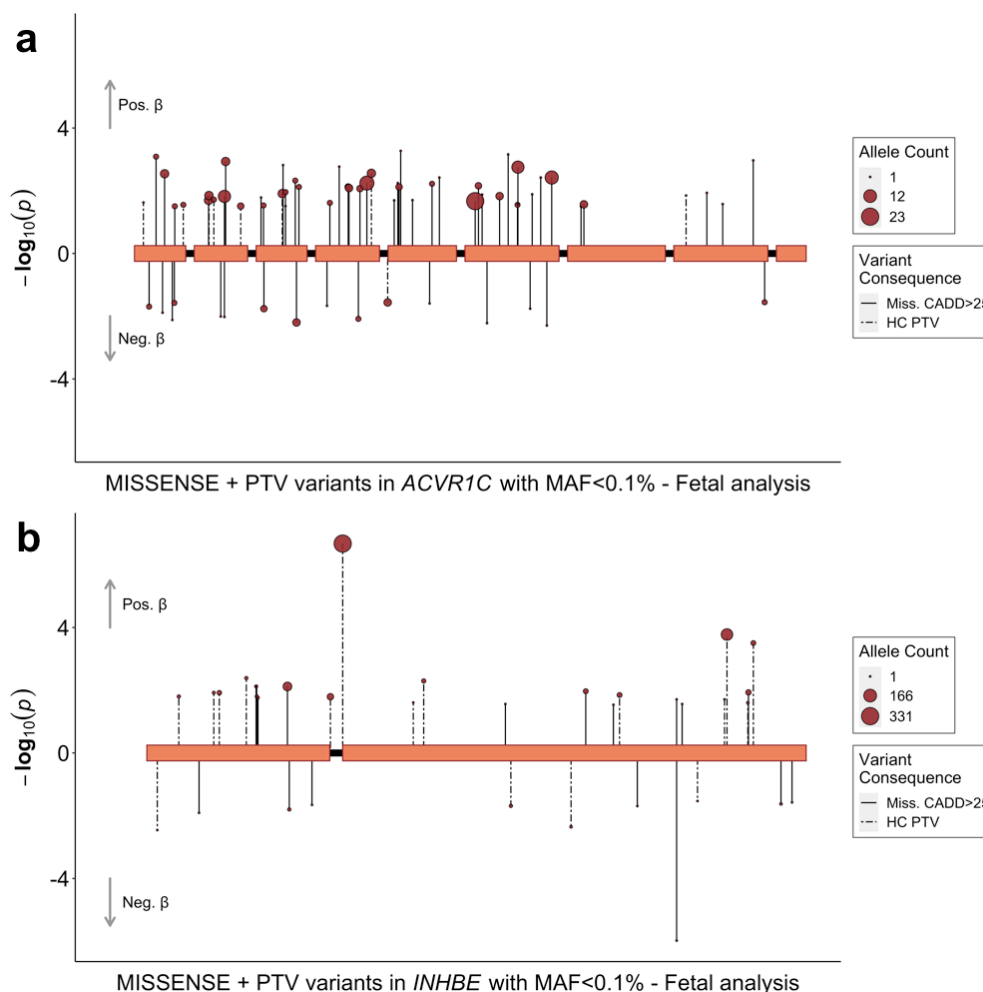 a
Pos. β
4
0
Neg. β
-4
−log₁₀(p)
Allele Count
1
12
23
Variant
Consequence
Miss. CADD>25
HC PTV
MISSENSE + PTV variants in ACVR1C with MAF<0.1% - Fetal analysis
b
Pos. β
4
0
-4
Neg. β
−log₁₀(p)
Allele Count
1
166
331
Variant
Consequence
Miss. CADD>25
HC PTV
MISSENSE + PTV variants in INHBE with MAF<0.1% - Fetal analysis